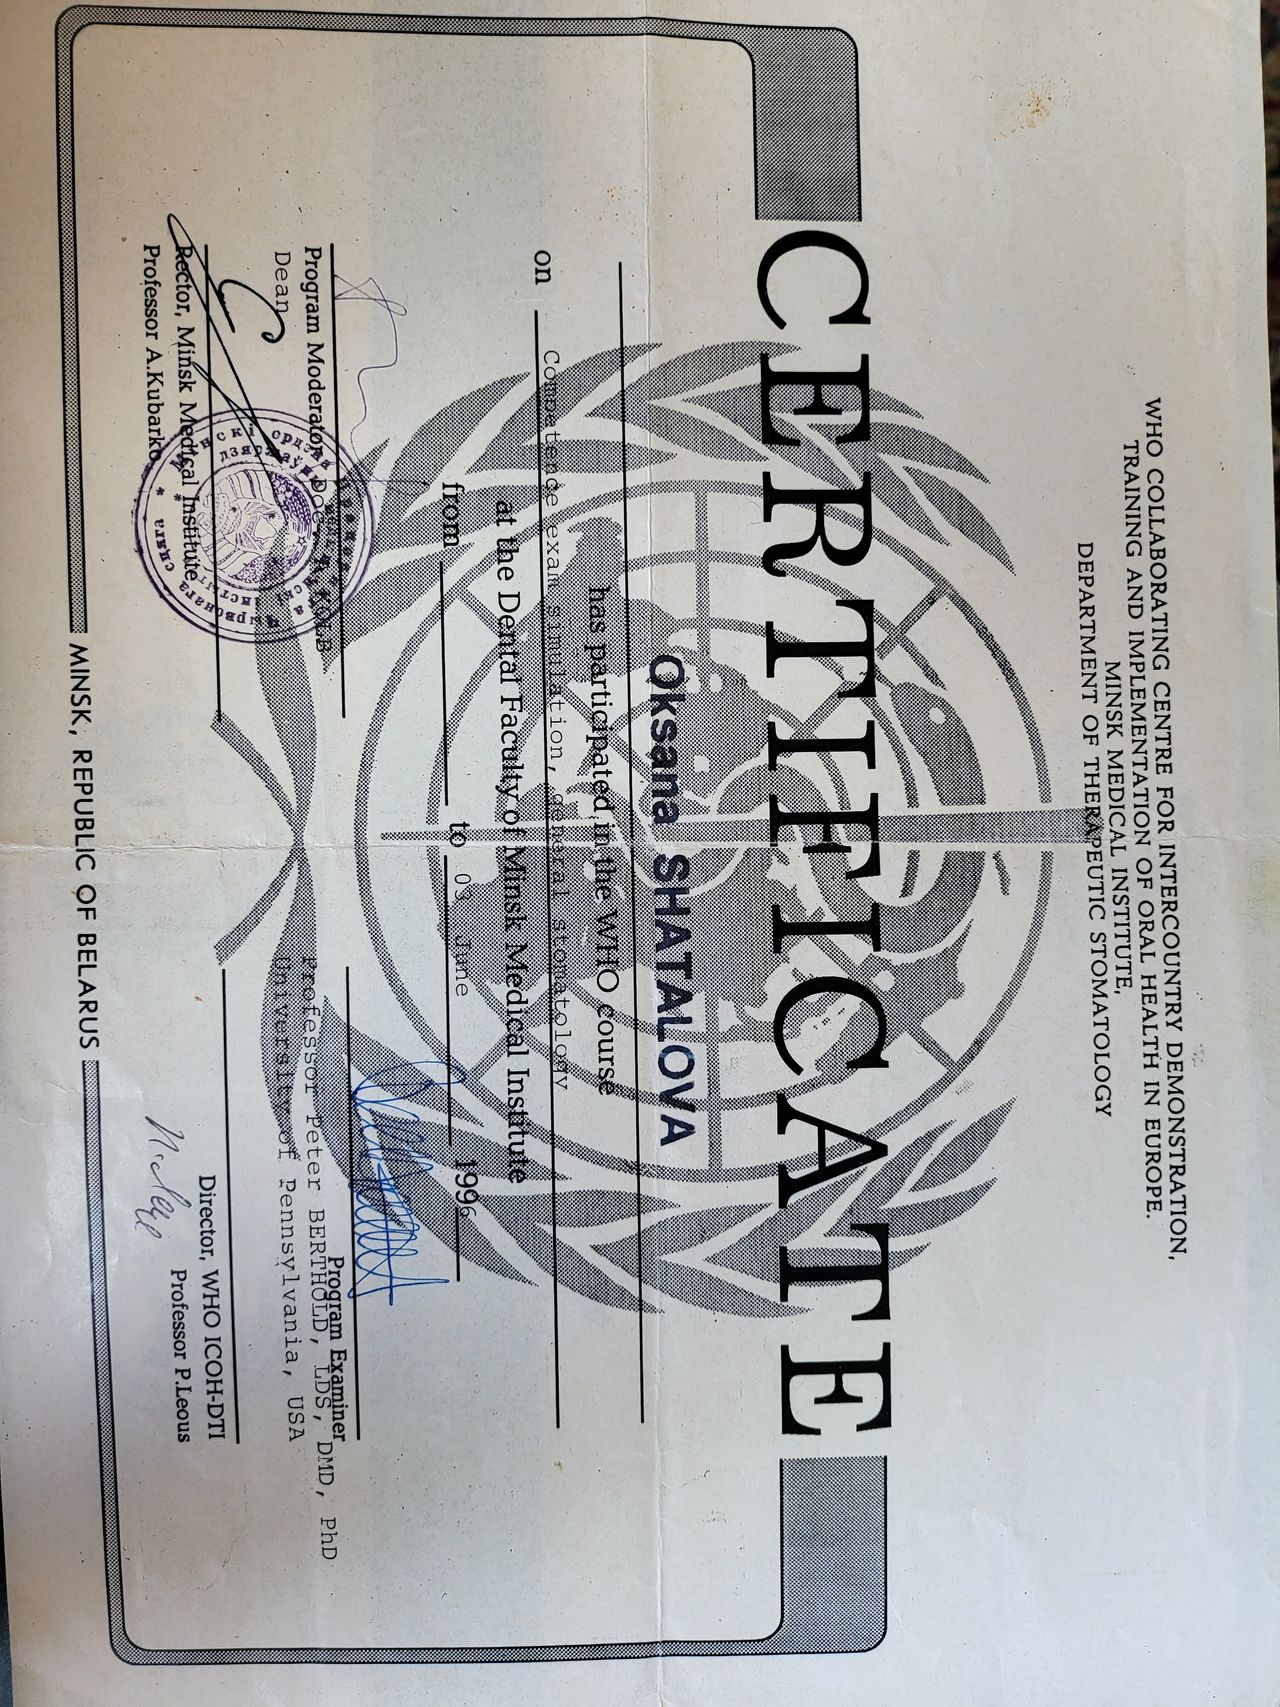 WHO COLLABORATING CENTRE FOR INTERCOUNTRY DEMONSTRATION,
TRAINING AND IMPLEMENTATION OF ORAL HEALTH IN EUROPE.
MINSK MEDICAL INSTITUTE,
DEPARTMENT OF THERAPEUTIC STOMATOLOGY
CERTIFICATE
Oksana SHATALOVA
has participated in the WHO course
on Competence exam simulation, general stomatology
at the Dental Faculty of Minsk Medical Institute
from to 03 June 1996
Program Moderator
Dean Doc. KOLB
Program Examiner
Professor Peter BERTHOLD, LDS, DMD, PhD
University of Pennsylvania, USA
Rector, Minsk Medical Institute
Professor A.Kubarko
Director, WHO ICOH-DTI
Professor P.Leous
MINSK, REPUBLIC OF BELARUS